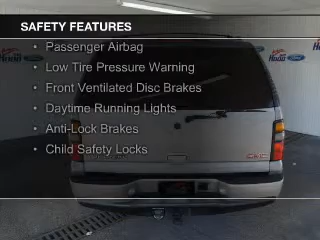 SAFETY FEATURES
• Passenger Airbag
• Low Tire Pressure Warning
• Front Ventilated Disc Brakes
• Daytime Running Lights
• Anti-Lock Brakes
• Child Safety Locks
GMC